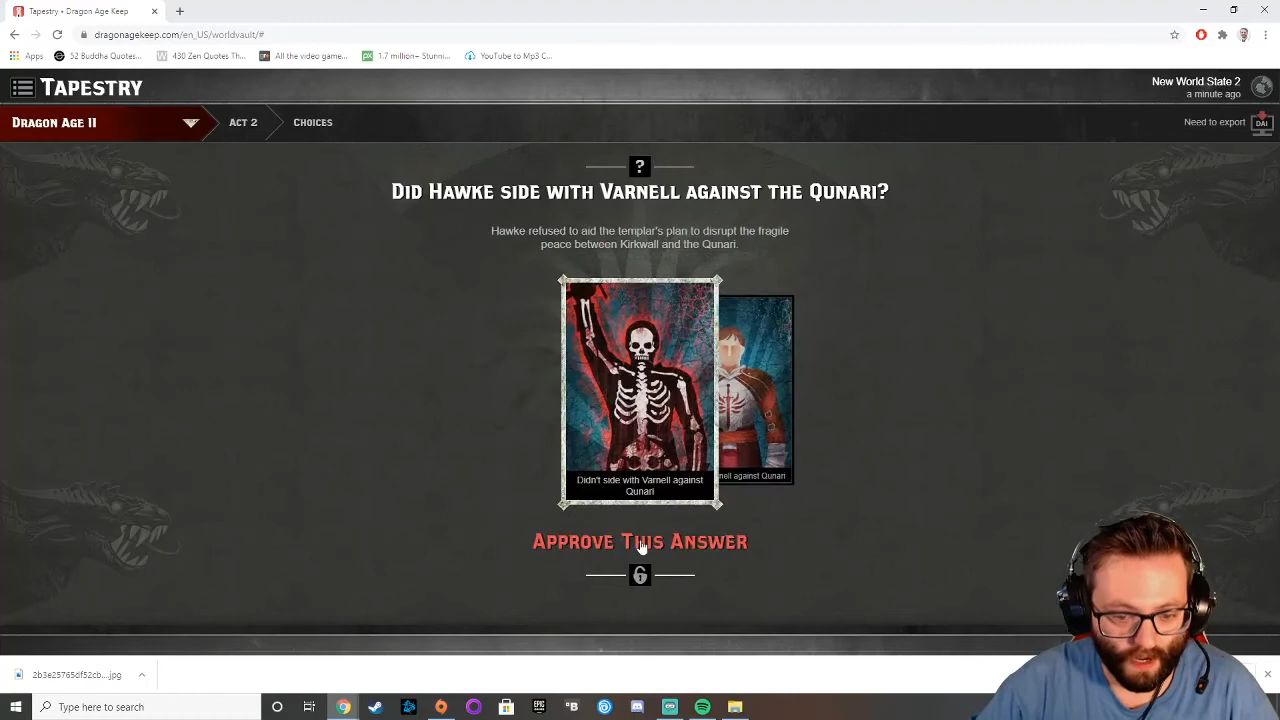 Tapestry • Dragon Age Keep
dragonagekeep.com/en_US/worldvault/#
Apps
52 Buddha Quotes...
430 Zen Quotes Th...
All the video game...
1.7 million+ Stunni...
YouTube to Mp3 C...
TAPESTRY
New World State 2
a minute ago
DRAGON AGE II
ACT 2
CHOICES
Need to export
DAI
?
DID HAWKE SIDE WITH VARNELL AGAINST THE QUNARI?
Hawke refused to aid the templar's plan to disrupt the fragile
peace between Kirkwall and the Qunari.
Didn't side with Varnell against
Qunari
against Qunari
APPROVE THIS ANSWER
2b3e25765df52cb....jpg
Type here to search
EPIC
B